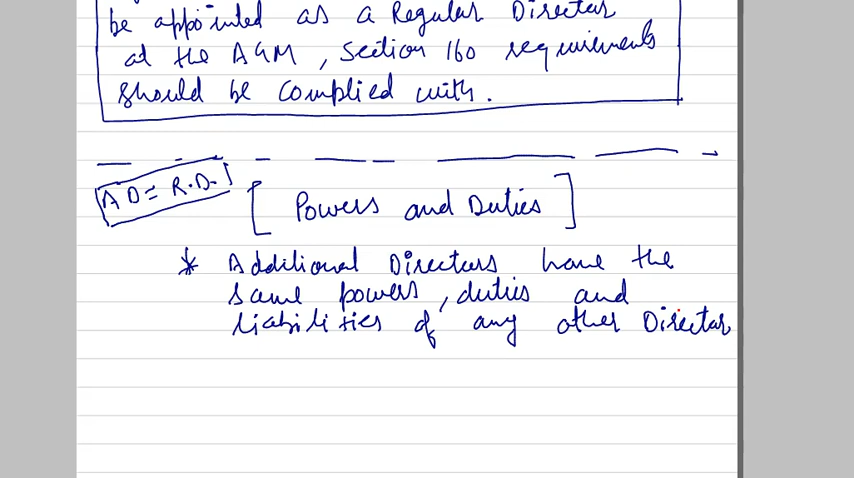 be appointed as a Regular Director
at the AGM, Section 160 requirements
should be complied with.
AD = R.D.
[ Powers and Duties ]
* Additional Directors have the
same powers, duties and
liabilities of any other Director